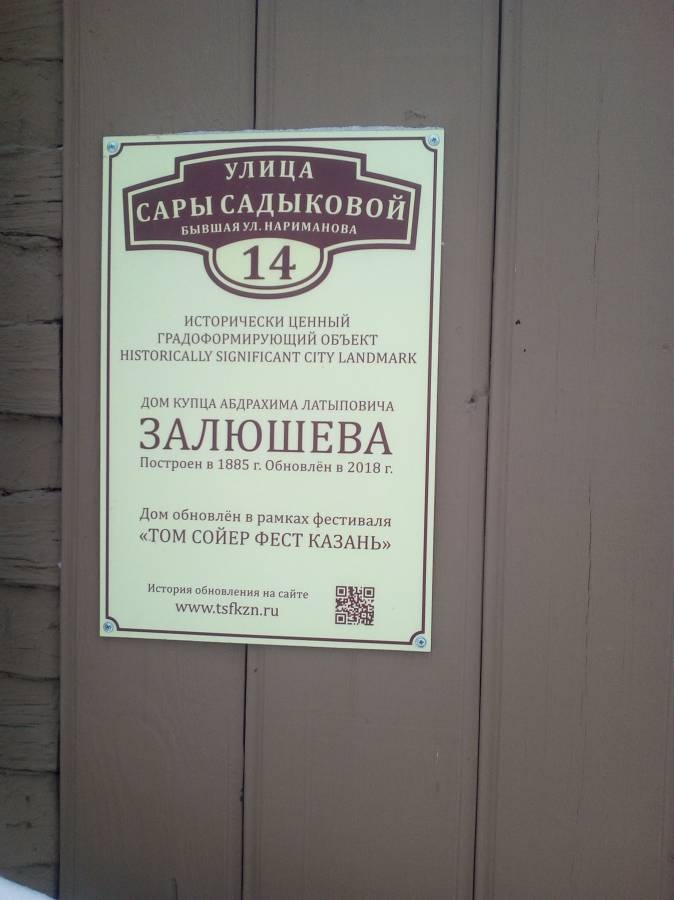 УЛИЦА
САРЫ САДЫКОВОЙ
БЫВШАЯ УЛ. НАРИМАНОВА
14
ИСТОРИЧЕСКИ ЦЕННЫЙ
ГРАДОФОРМИРУЮЩИЙ ОБЪЕКТ
HISTORICALLY SIGNIFICANT CITY LANDMARK
ДОМ КУПЦА АБДРАХИМА ЛАТЫПОВИЧА
ЗАЛЮШЕВА
Построен в 1885 г. Обновлён в 2018 г.
Дом обновлён в рамках фестиваля
«ТОМ СОЙЕР ФЕСТ КАЗАНЬ»
История обновления на сайте
www.tsfkzn.ru